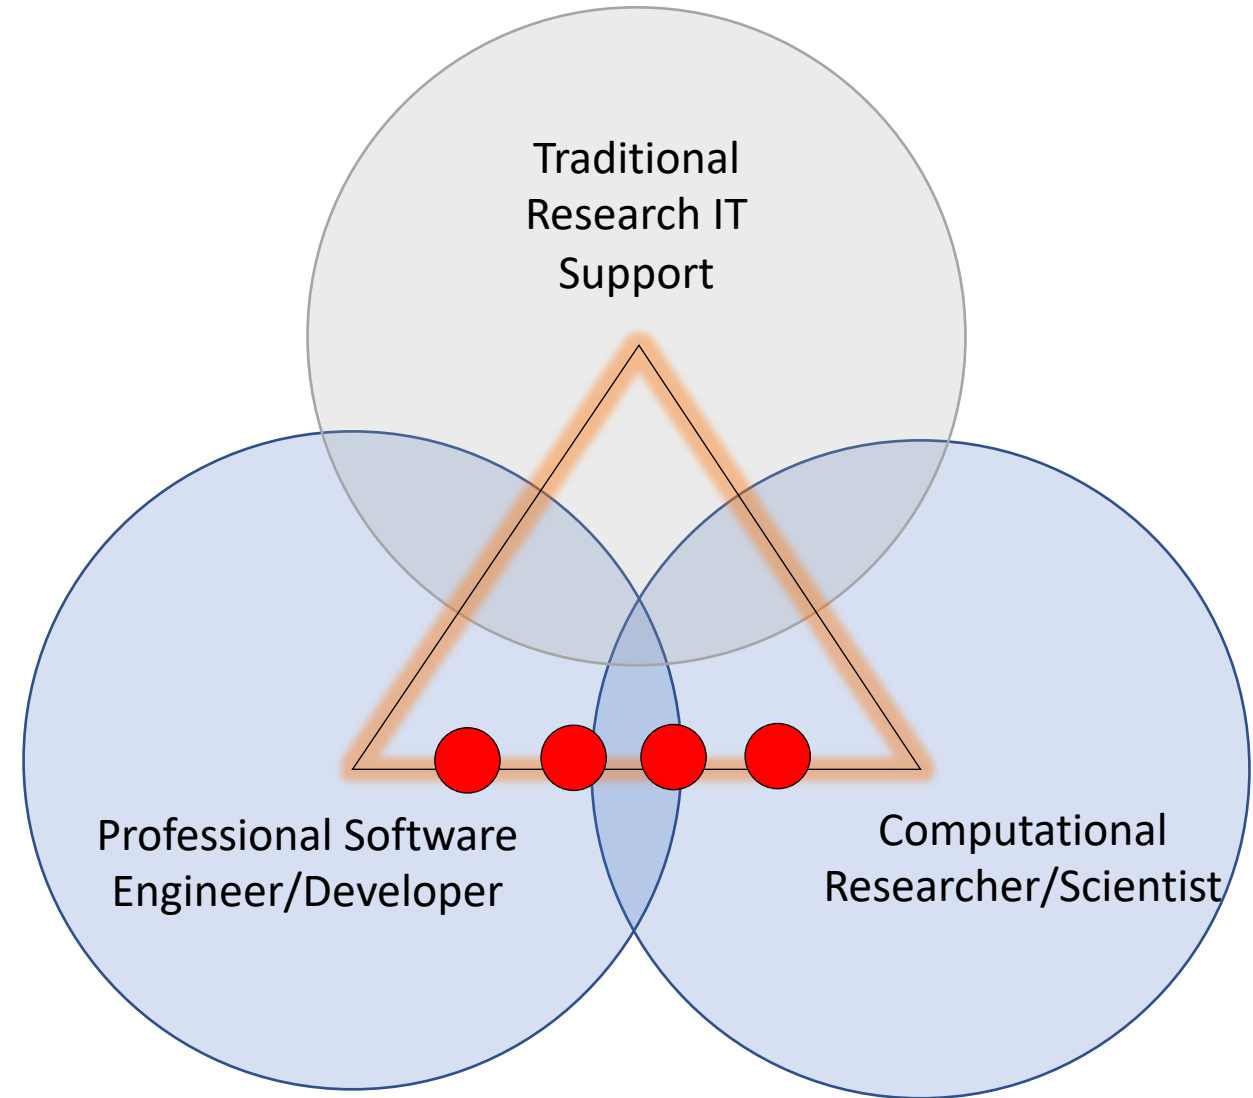 Traditional
Research IT
Support
Professional Software
Engineer/Developer
Computational
Researcher/Scientist